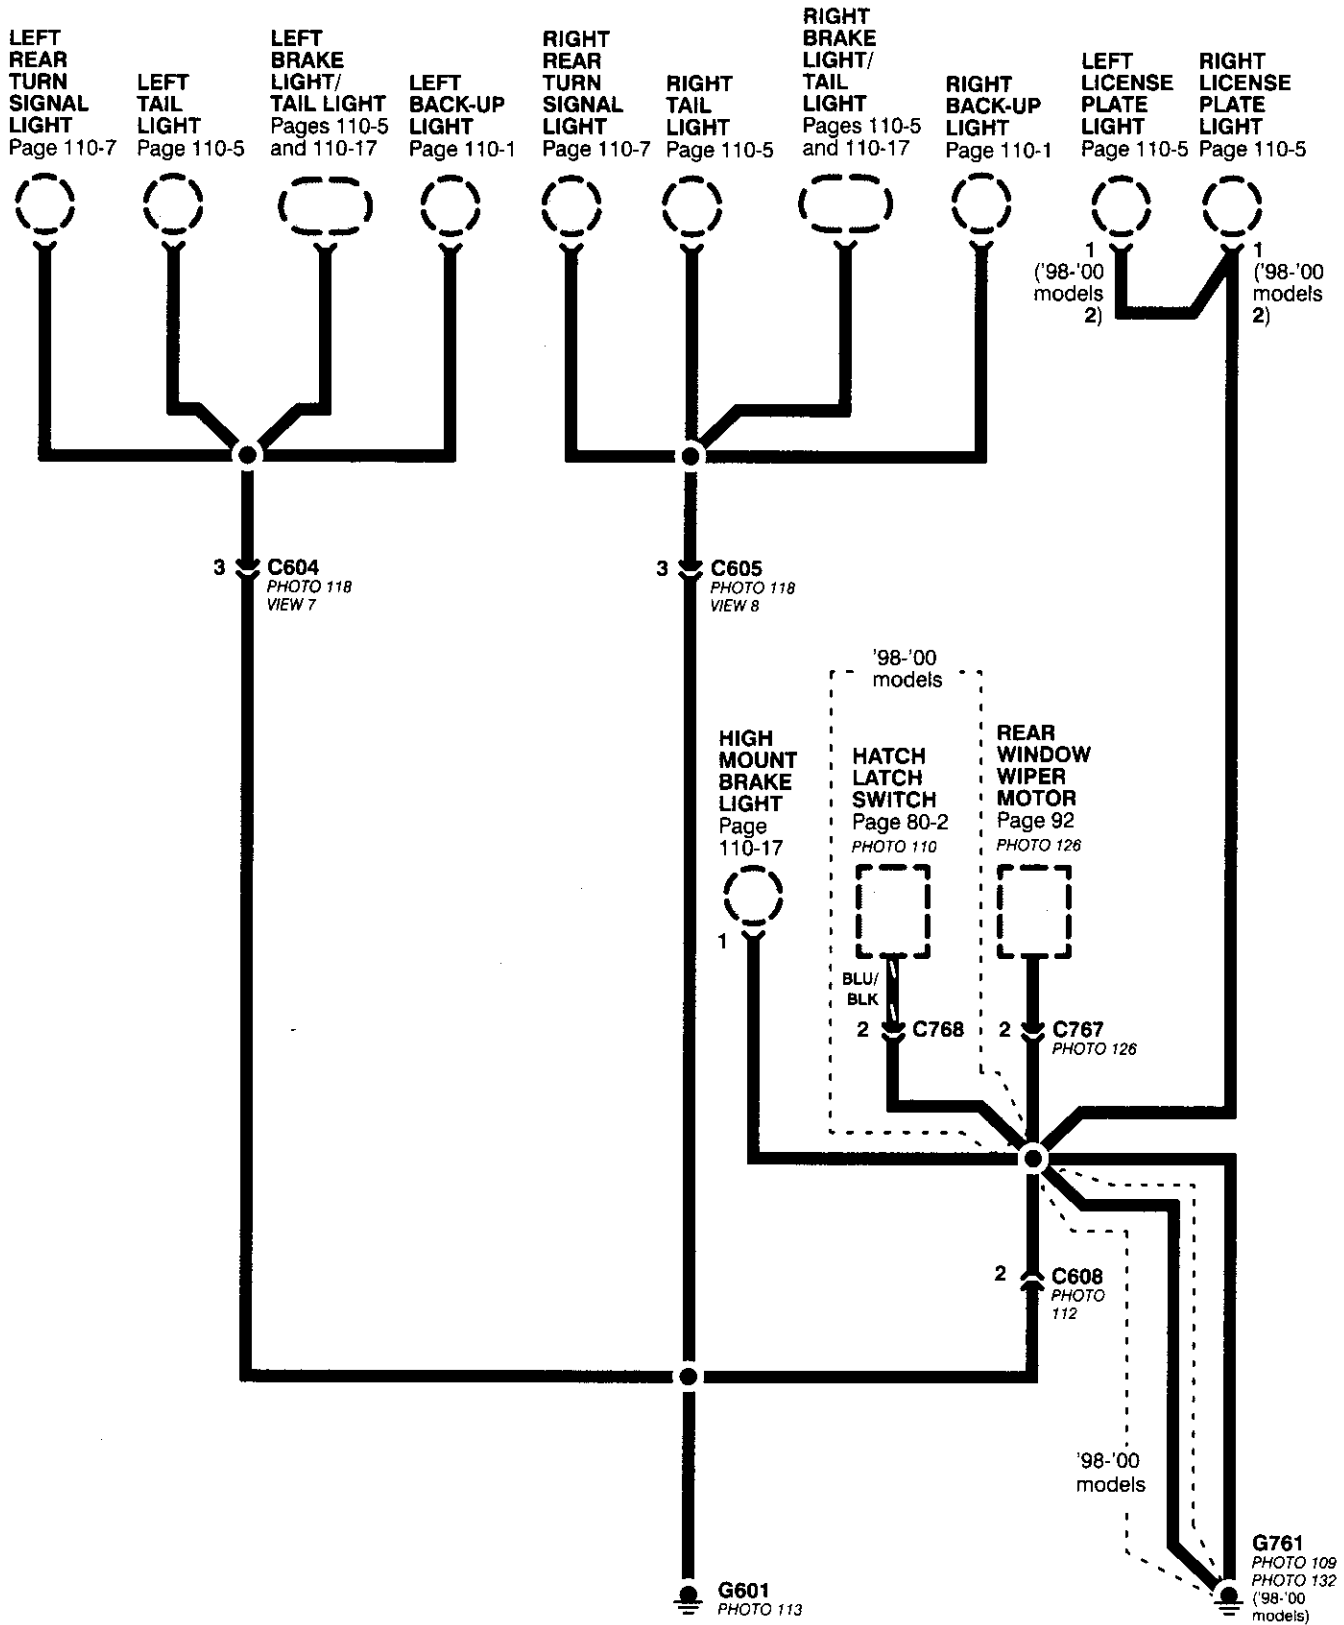 LEFT
REAR
TURN
SIGNAL
LIGHT
Page 110-7
LEFT
TAIL
LIGHT
Page 110-5
LEFT
BRAKE
LIGHT/
TAIL LIGHT
Pages 110-5
and 110-17
LEFT
BACK-UP
LIGHT
Page 110-1
RIGHT
REAR
TURN
SIGNAL
LIGHT
Page 110-7
RIGHT
TAIL
LIGHT
Page 110-5
RIGHT
BRAKE
LIGHT/
TAIL
LIGHT
Pages 110-5
and 110-17
RIGHT
BACK-UP
LIGHT
Page 110-1
LEFT
LICENSE
PLATE
LIGHT
Page 110-5
RIGHT
LICENSE
PLATE
LIGHT
Page 110-5
1
('98-'00
models
2)
1
('98-'00
models
2)
3
C604
PHOTO 118
VIEW 7
3
C605
PHOTO 118
VIEW 8
'98-'00
models
HIGH
MOUNT
BRAKE
LIGHT
Page
110-17
HATCH
LATCH
SWITCH
Page 80-2
PHOTO 110
REAR
WINDOW
WIPER
MOTOR
Page 92
PHOTO 126
1
BLU/
BLK
2
C768
2
C767
PHOTO 126
2
C608
PHOTO
112
'98-'00
models
G601
PHOTO 113
G761
PHOTO 109
PHOTO 132
('98-'00
models)